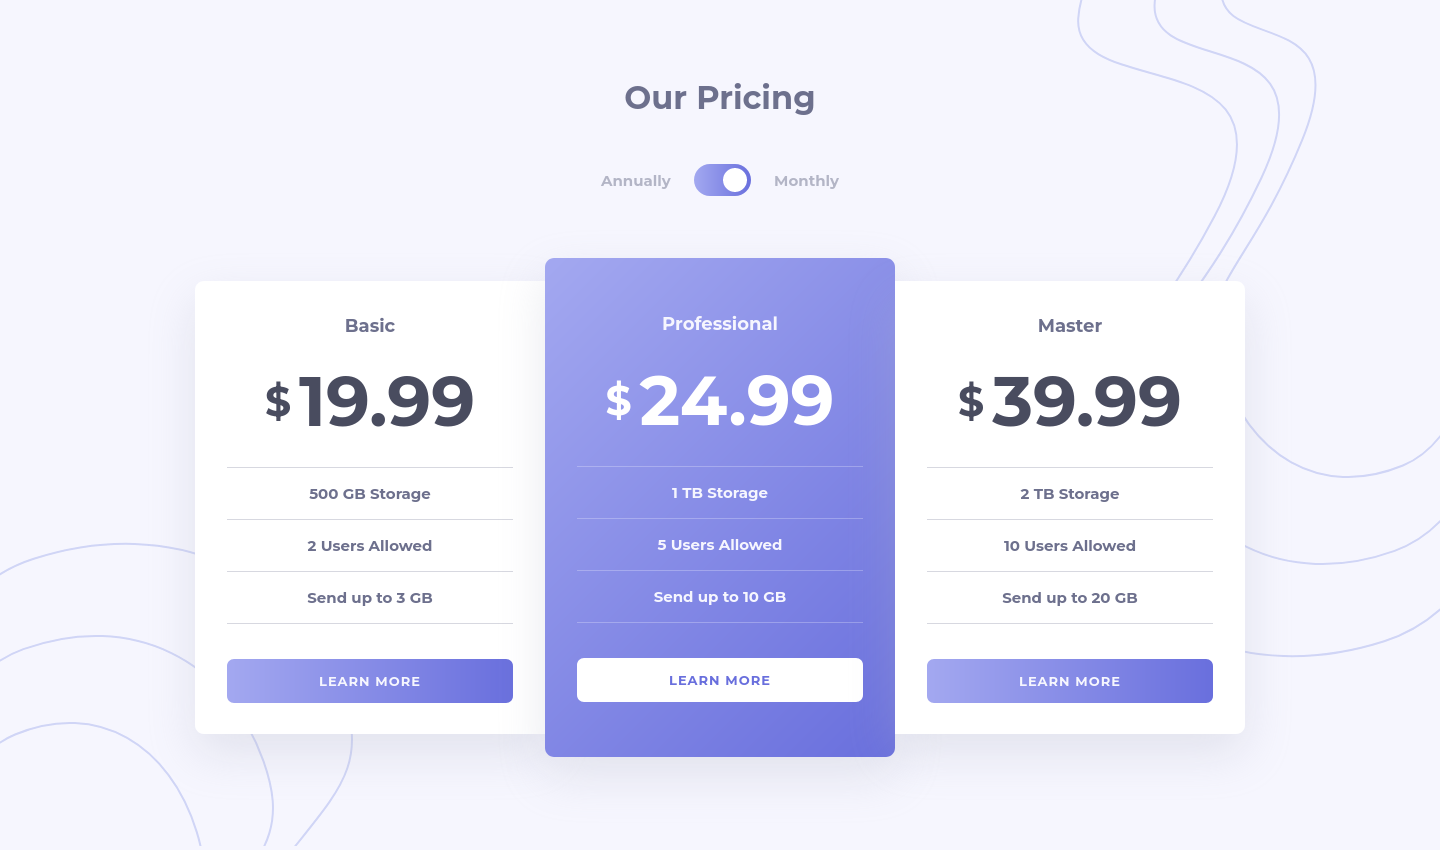 Our Pricing
Annually Monthly
Basic
$19.99
500 GB Storage
2 Users Allowed
Send up to 3 GB
LEARN MORE
Professional
$24.99
1 TB Storage
5 Users Allowed
Send up to 10 GB
LEARN MORE
Master
$39.99
2 TB Storage
10 Users Allowed
Send up to 20 GB
LEARN MORE